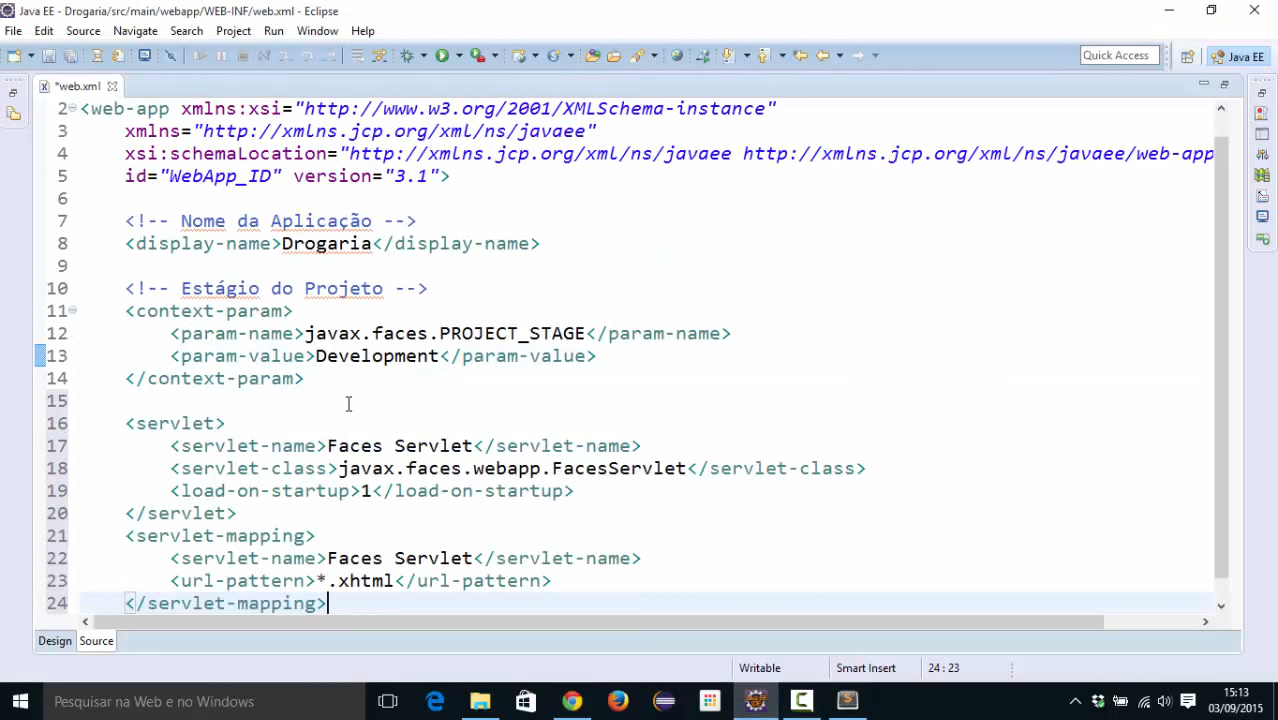 Java EE - Drogaria/src/main/webapp/WEB-INF/web.xml - Eclipse
File Edit Source Navigate Search Project Run Window Help
Quick Access
Java EE
*web.xml
2 <web-app xmlns:xsi="http://www.w3.org/2001/XMLSchema-instance"
3 xmlns="http://xmlns.jcp.org/xml/ns/javaee"
4 xsi:schemaLocation="http://xmlns.jcp.org/xml/ns/javaee http://xmlns.jcp.org/xml/ns/javaee/web-app
5 id="WebApp_ID" version="3.1">
6
7 <!-- Nome da Aplicação -->
8 <display-name>Drogaria</display-name>
9
10 <!-- Estágio do Projeto -->
11 <context-param>
12 <param-name>javax.faces.PROJECT_STAGE</param-name>
13 <param-value>Development</param-value>
14 </context-param>
15
16 <servlet>
17 <servlet-name>Faces Servlet</servlet-name>
18 <servlet-class>javax.faces.webapp.FacesServlet</servlet-class>
19 <load-on-startup>1</load-on-startup>
20 </servlet>
21 <servlet-mapping>
22 <servlet-name>Faces Servlet</servlet-name>
23 <url-pattern>*.xhtml</url-pattern>
24 </servlet-mapping>
Design Source
Writable Smart Insert 24 : 23
Pesquisar na Web e no Windows
15:13
03/09/2015